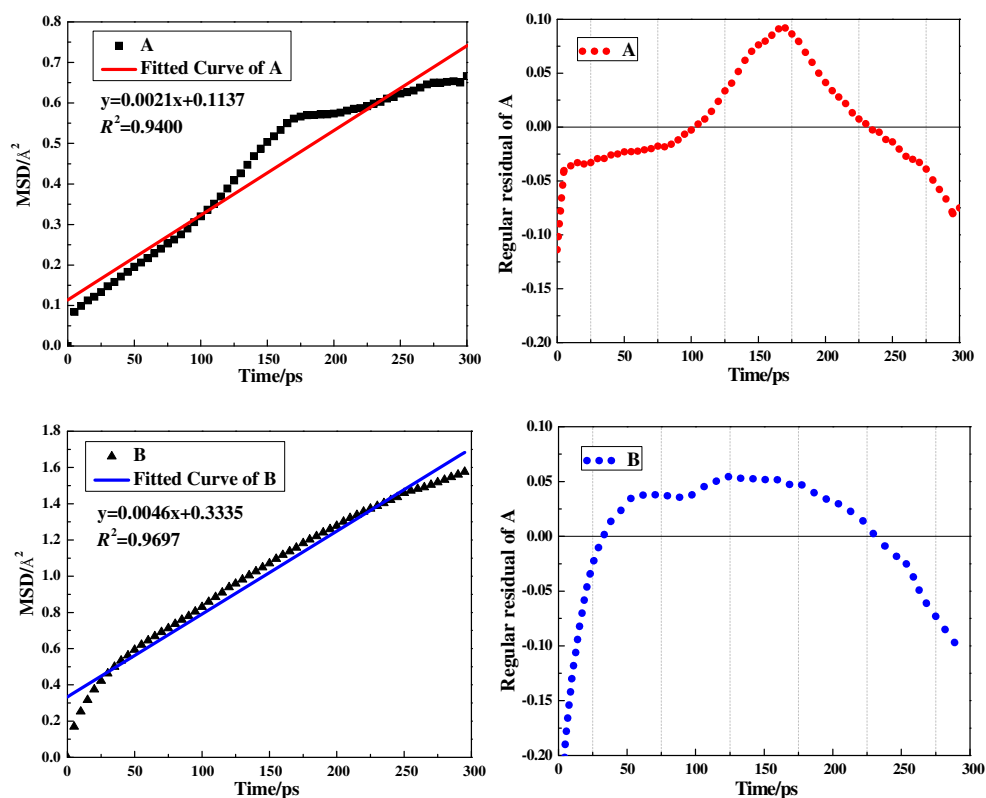 0.8
0.7
0.6
0.5
0.4
0.3
0.2
0.1
0.0
MSD/Å²
A
Fitted Curve of A
y=0.0021x+0.1137
R²=0.9400
0 50 100 150 200 250 300
Time/ps
0.10
0.05
0.00
-0.05
-0.10
-0.15
-0.20
Regular residual of A
A
0 50 100 150 200 250 300
Time/ps
1.8
1.6
1.4
1.2
1.0
0.8
0.6
0.4
0.2
0.0
MSD/Å²
B
Fitted Curve of B
y=0.0046x+0.3335
R²=0.9697
0 50 100 150 200 250 300
Time/ps
0.10
0.05
0.00
-0.05
-0.10
-0.15
-0.20
Regular residual of A
B
0 50 100 150 200 250 300
Time/ps